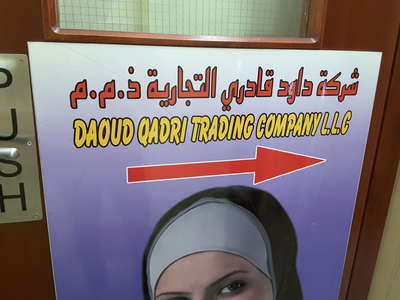 شركة داود قادري التجارية ذ.م.م
DAOUD QADRI TRADING COMPANY L.L.C
PUSH